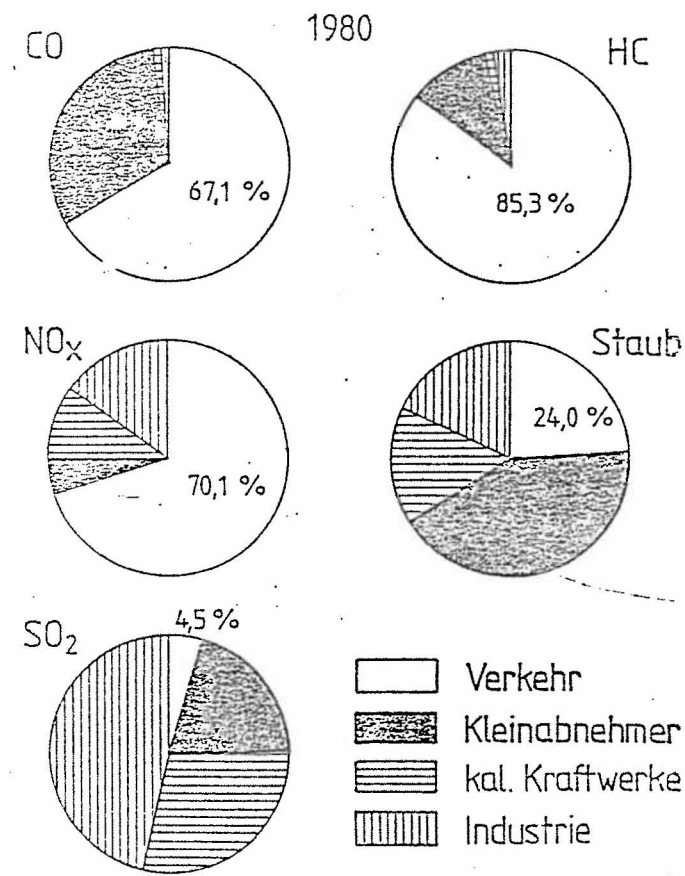 1980
CO
HC
67,1 %
85,3 %
NOx
Staub
70,1 %
24,0 %
SO2
4,5 %
Verkehr
Kleinabnehmer
kal. Kraftwerke
Industrie